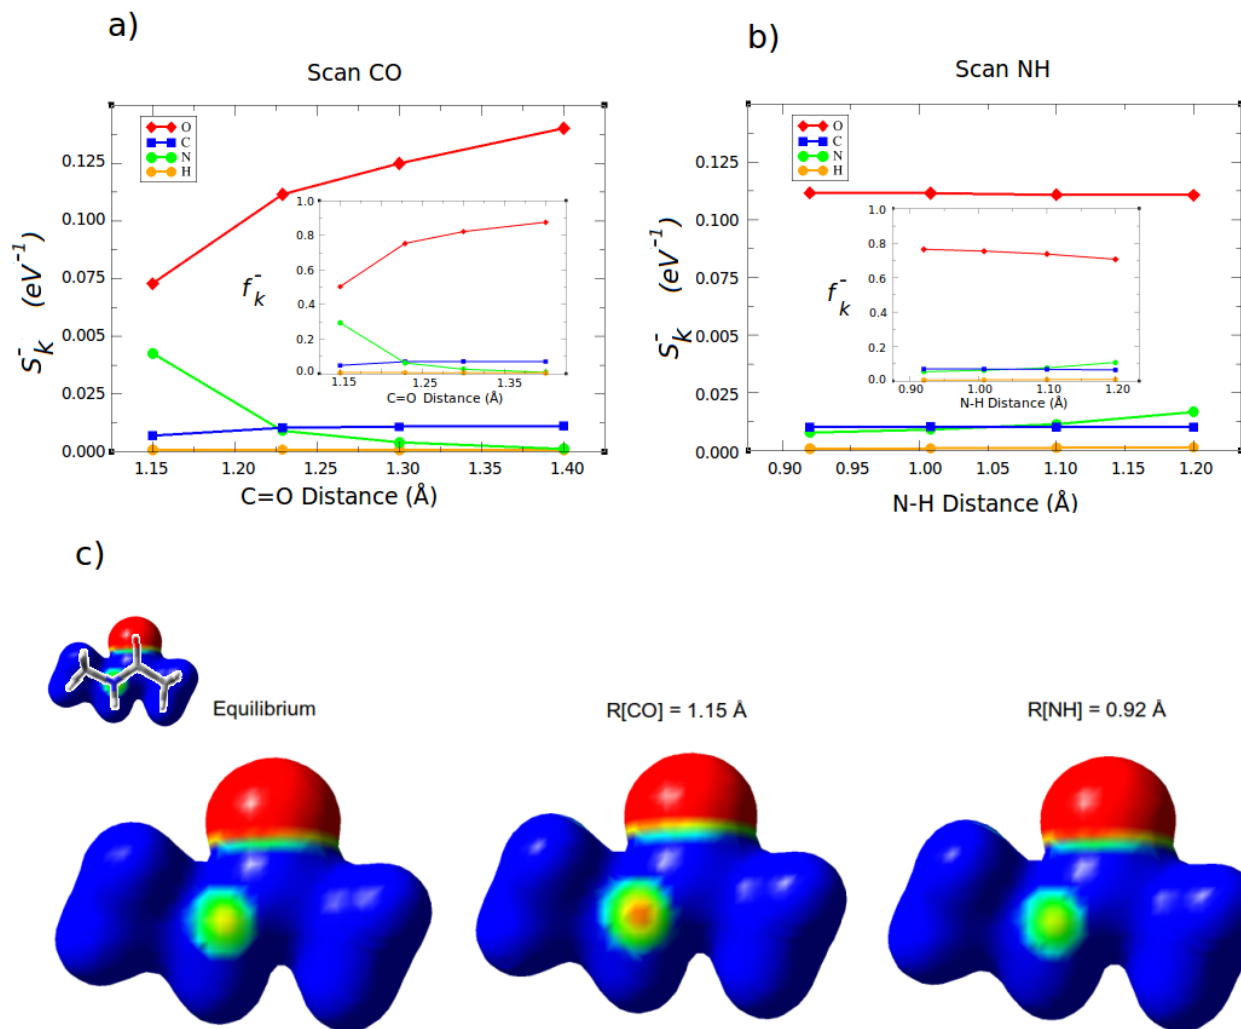 a)
Scan CO
S_k^- (eV^-1)
0.125
0.100
0.075
0.005
0.025
0.000
O
C
N
H
f_k^-
1.0
0.8
0.6
0.4
0.2
0.0
1.15 1.25 1.35
C=O Distance (Å)
1.15 1.20 1.25 1.30 1.35 1.40
C=O Distance (Å)
b)
Scan NH
S_k^- (eV^-1)
0.125
0.100
0.075
0.005
0.025
0.000
O
C
N
H
f_k^-
1.0
0.8
0.6
0.4
0.2
0.0
0.90 1.00 1.10 1.20
N-H Distance (Å)
0.90 0.95 1.00 1.05 1.10 1.15 1.20
N-H Distance (Å)
c)
Equilibrium
R[CO] = 1.15 Å
R[NH] = 0.92 Å